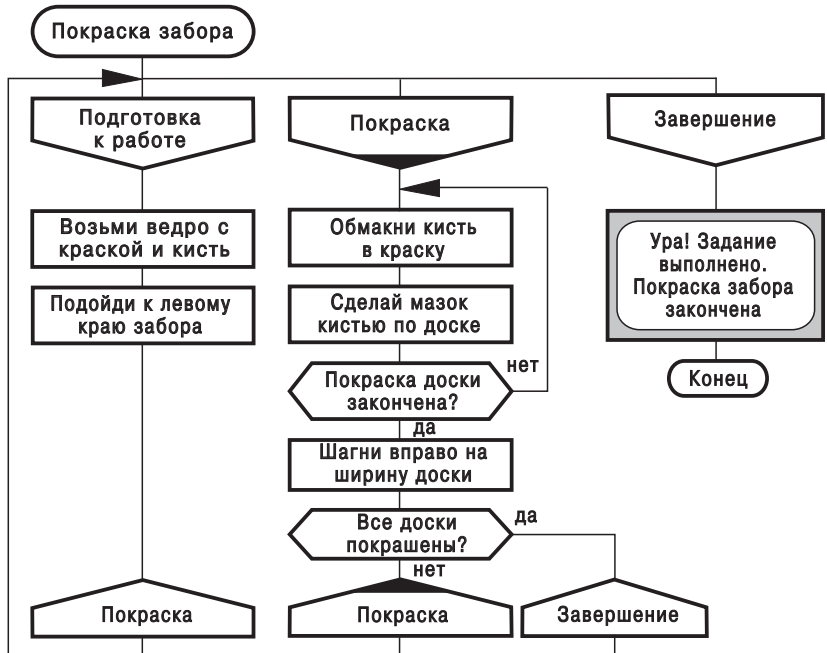 Покраска забора
Подготовка
к работе
Возьми ведро с
краской и кисть
Подойди к левому
краю забора
Покраска
Покраска
Обмакни кисть
в краску
Сделай мазок
кистью по доске
Покраска доски
закончена?
нет
да
Шагни вправо на
ширину доски
Все доски
покрашены?
да
нет
Покраска
Завершение
Завершение
Ура! Задание
выполнено.
Покраска забора
закончена
Конец